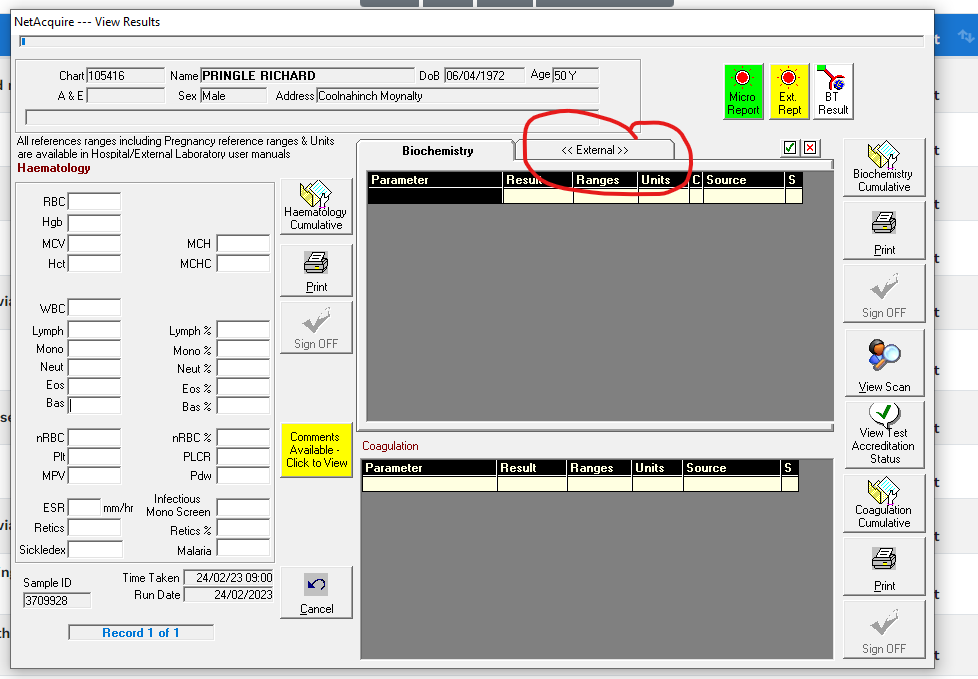 NetAcquire --- View Results
Chart 105416 Name PRINGLE RICHARD DoB 06/04/1972 Age 50 Y
A & E Sex Male Address Coolnahinch Moynalty
Micro Report
Ext. Rept
BT Result
All references ranges including Pregnancy reference ranges & Units
are available in Hospital/External Laboratory user manuals
Haematology
RBC
Hgb
MCV MCH
Hct MCHC
WBC
Lymph Lymph %
Mono Mono %
Neut Neut %
Eos Eos %
Bas Bas %
nRBC nRBC %
Plt PLCR
MPV Pdw
ESR mm/hr Infectious Mono Screen
Retics Retics %
Sickledex Malaria
Sample ID
3709928
Time Taken 24/02/23 09:00
Run Date 24/02/2023
Record 1 of 1
Haematology
Cumulative
Print
Sign OFF
Comments
Available -
Click to View
Cancel
Biochemistry << External >>
Parameter Result Ranges Units C Source S
Coagulation
Parameter Result Ranges Units Source S
Biochemistry
Cumulative
Print
Sign OFF
View Scan
View Test
Accreditation
Status
Coagulation
Cumulative
Print
Sign OFF